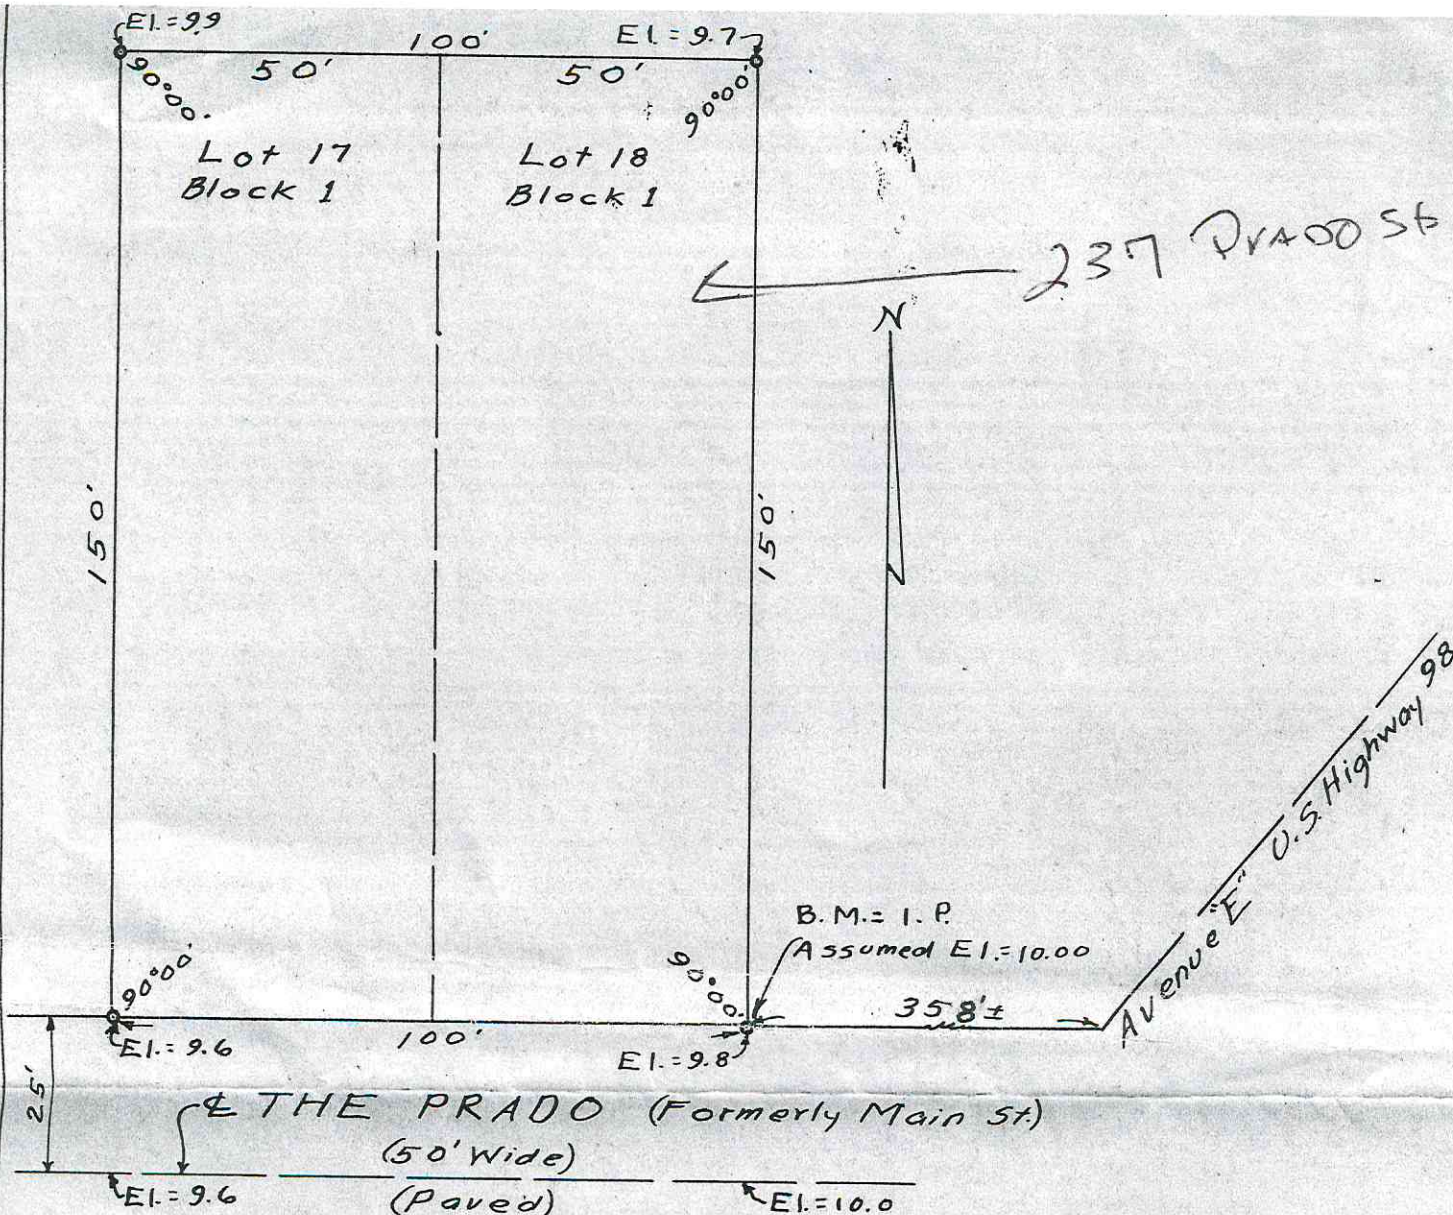 El.=9.9
100'
El.=9.7
50'
50'
90°00'
90°00'
Lot 17
Block 1
Lot 18
Block 1
237 PrADO St
N
150'
150'
Avenue "E" U.S. Highway 98
B.M.= I.P.
Assumed El.=10.00
90°00'
90°00'
358'±
El.=9.6
100'
El.=9.8
25'
℄ THE PRADO (Formerly Main St.)
(50' Wide)
(Paved)
El.=9.6
El.=10.0